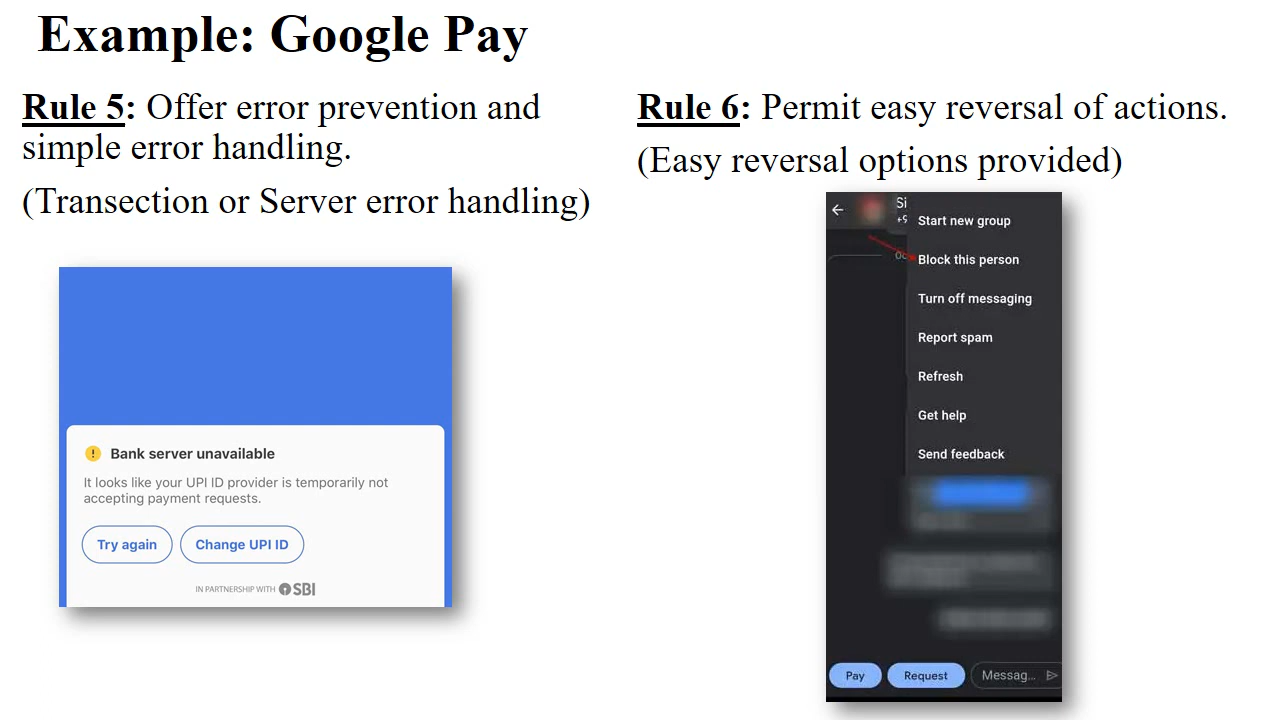 Example: Google Pay
Rule 5: Offer error prevention and
simple error handling.
(Transection or Server error handling)
Bank server unavailable
It looks like your UPI ID provider is temporarily not
accepting payment requests.
Try again
Change UPI ID
IN PARTNERSHIP WITH SBI
Rule 6: Permit easy reversal of actions.
(Easy reversal options provided)
Si
Start new group
Block this person
Turn off messaging
Report spam
Refresh
Get help
Send feedback
Pay
Request
Messag...